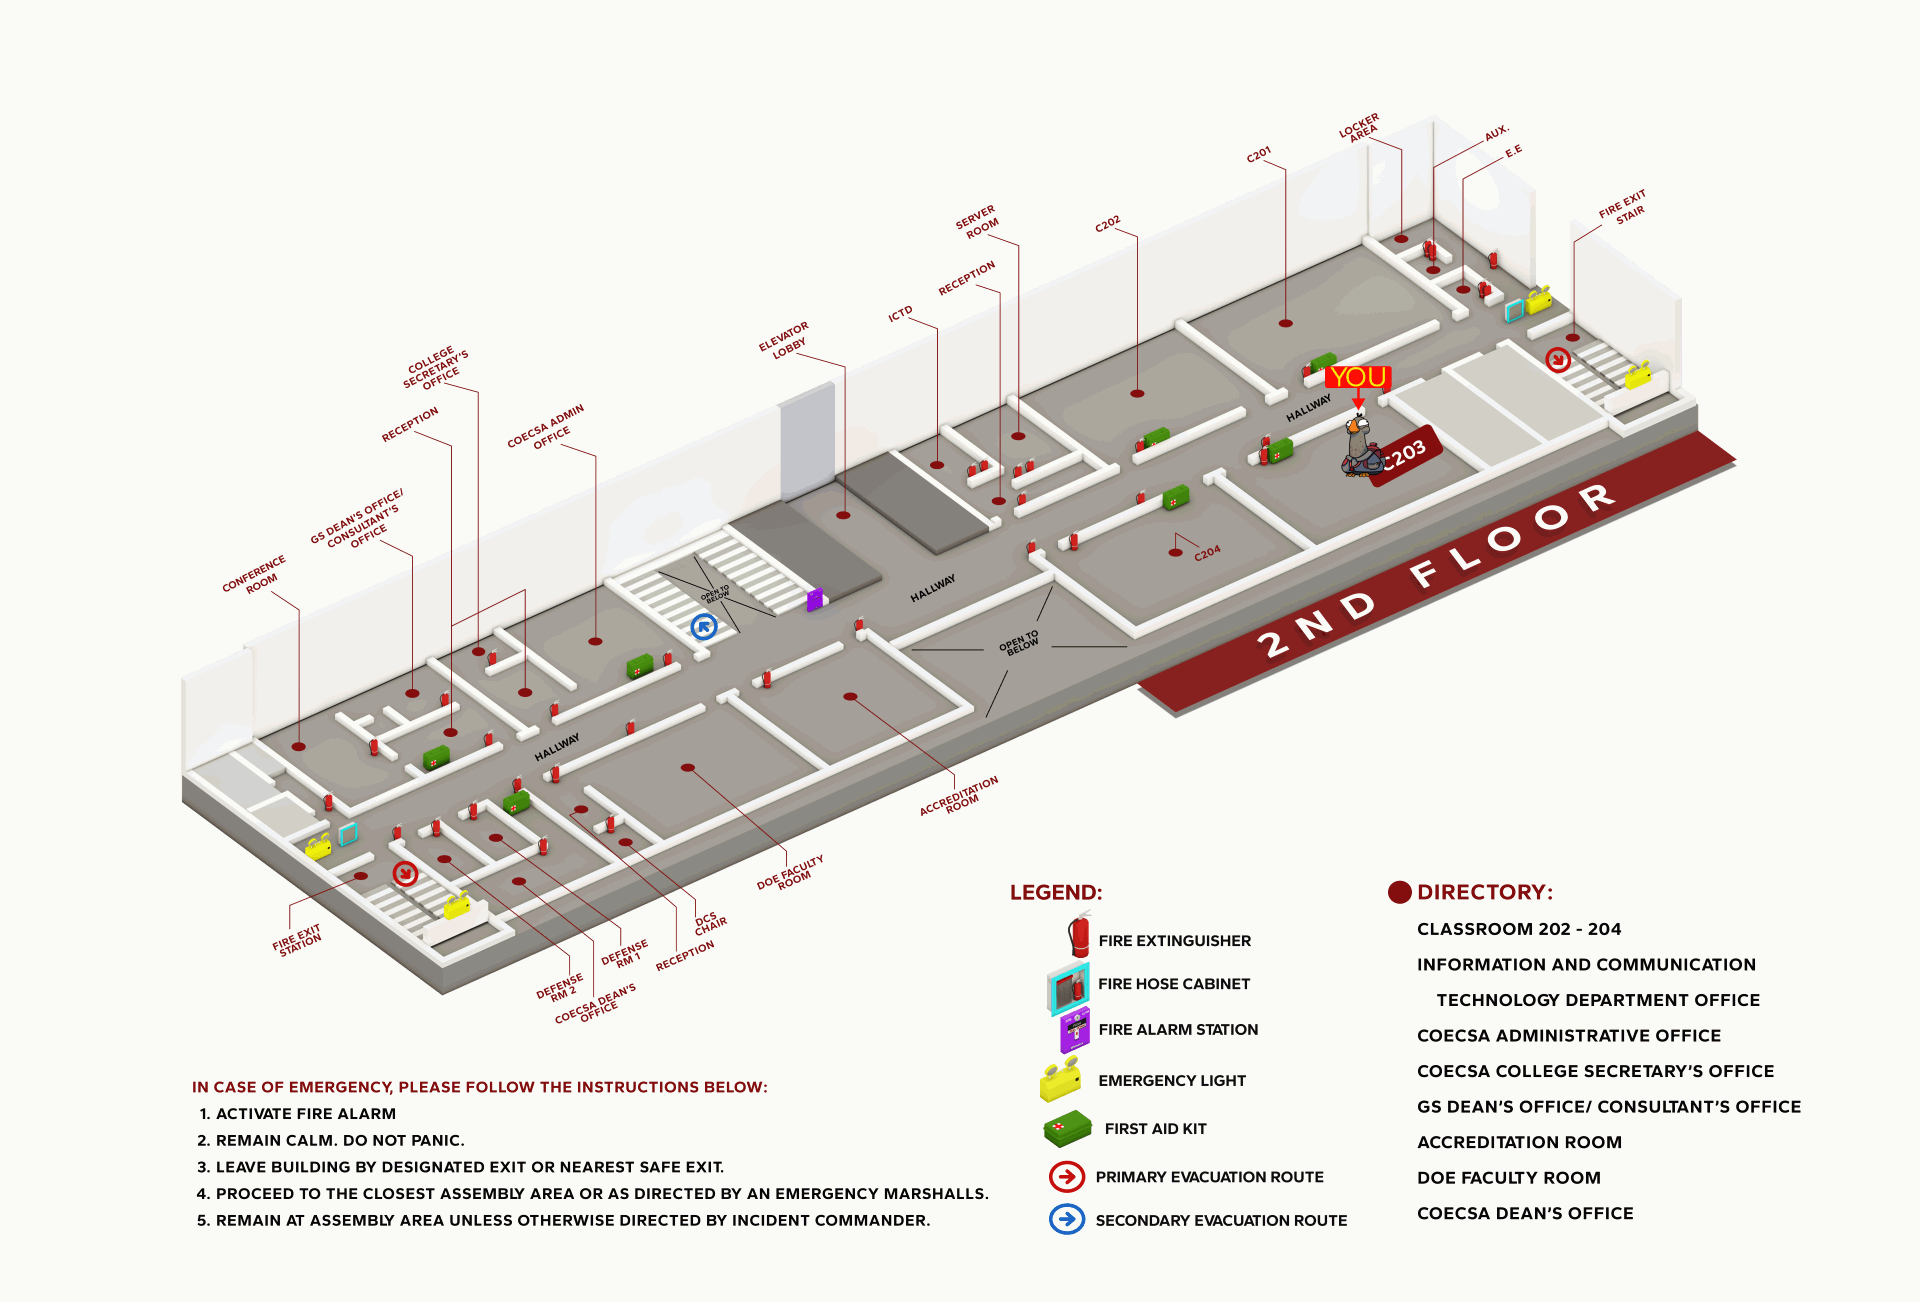 LOCKER
AREA
AUX.
E.E
C201
FIRE EXIT
STAIR
SERVER
ROOM
C202
RECEPTION
ICTD
ELEVATOR
LOBBY
COLLEGE
SECRETARY'S
OFFICE
RECEPTION
COECSA ADMIN
OFFICE
GS DEAN'S OFFICE/
CONSULTANT'S
OFFICE
CONFERENCE
ROOM
YOU
HALLWAY
C203
C204
HALLWAY
OPEN TO
BELOW
OPEN TO
BELOW
HALLWAY
2ND FLOOR
ACCREDITATION
ROOM
DOE FACULTY
ROOM
DCS
CHAIR
RECEPTION
DEFENSE
RM 1
DEFENSE
RM 2
COECSA DEAN'S
OFFICE
FIRE EXIT
STATION
LEGEND:
FIRE EXTINGUISHER
FIRE HOSE CABINET
FIRE ALARM STATION
EMERGENCY LIGHT
FIRST AID KIT
PRIMARY EVACUATION ROUTE
SECONDARY EVACUATION ROUTE
DIRECTORY:
CLASSROOM 202 - 204
INFORMATION AND COMMUNICATION
TECHNOLOGY DEPARTMENT OFFICE
COECSA ADMINISTRATIVE OFFICE
COECSA COLLEGE SECRETARY'S OFFICE
GS DEAN'S OFFICE/ CONSULTANT'S OFFICE
ACCREDITATION ROOM
DOE FACULTY ROOM
COECSA DEAN'S OFFICE
IN CASE OF EMERGENCY, PLEASE FOLLOW THE INSTRUCTIONS BELOW:
1. ACTIVATE FIRE ALARM
2. REMAIN CALM. DO NOT PANIC.
3. LEAVE BUILDING BY DESIGNATED EXIT OR NEAREST SAFE EXIT.
4. PROCEED TO THE CLOSEST ASSEMBLY AREA OR AS DIRECTED BY AN EMERGENCY MARSHALLS.
5. REMAIN AT ASSEMBLY AREA UNLESS OTHERWISE DIRECTED BY INCIDENT COMMANDER.